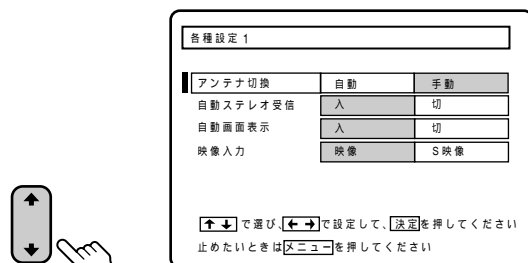 各種設定1
アンテナ切換 自動 手動
自動ステレオ受信 入 切
自動画面表示 入 切
映像入力 映像 S映像
↑↓で選び、←→で設定して、決定を押してください
止めたいときはメニューを押してください